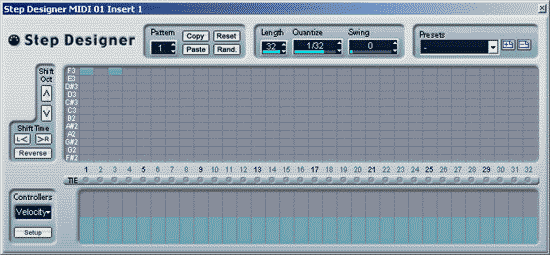 Step Designer MIDI 01 Insert 1
Step Designer
Pattern
1
Copy
Reset
Paste
Rand.
Length
Quantize
Swing
32
1/32
0
Presets
-
Shift
Oct
Shift Time
L<
>R
Reverse
F3
E3
D#3
D3
C#3
C3
B2
A#2
A2
G#2
G2
F#2
1 2 3 4 5 6 7 8 9 10 11 12 13 14 15 16 17 18 19 20 21 22 23 24 25 26 27 28 29 30 31 32
TIE
Controllers
Velocity
Setup